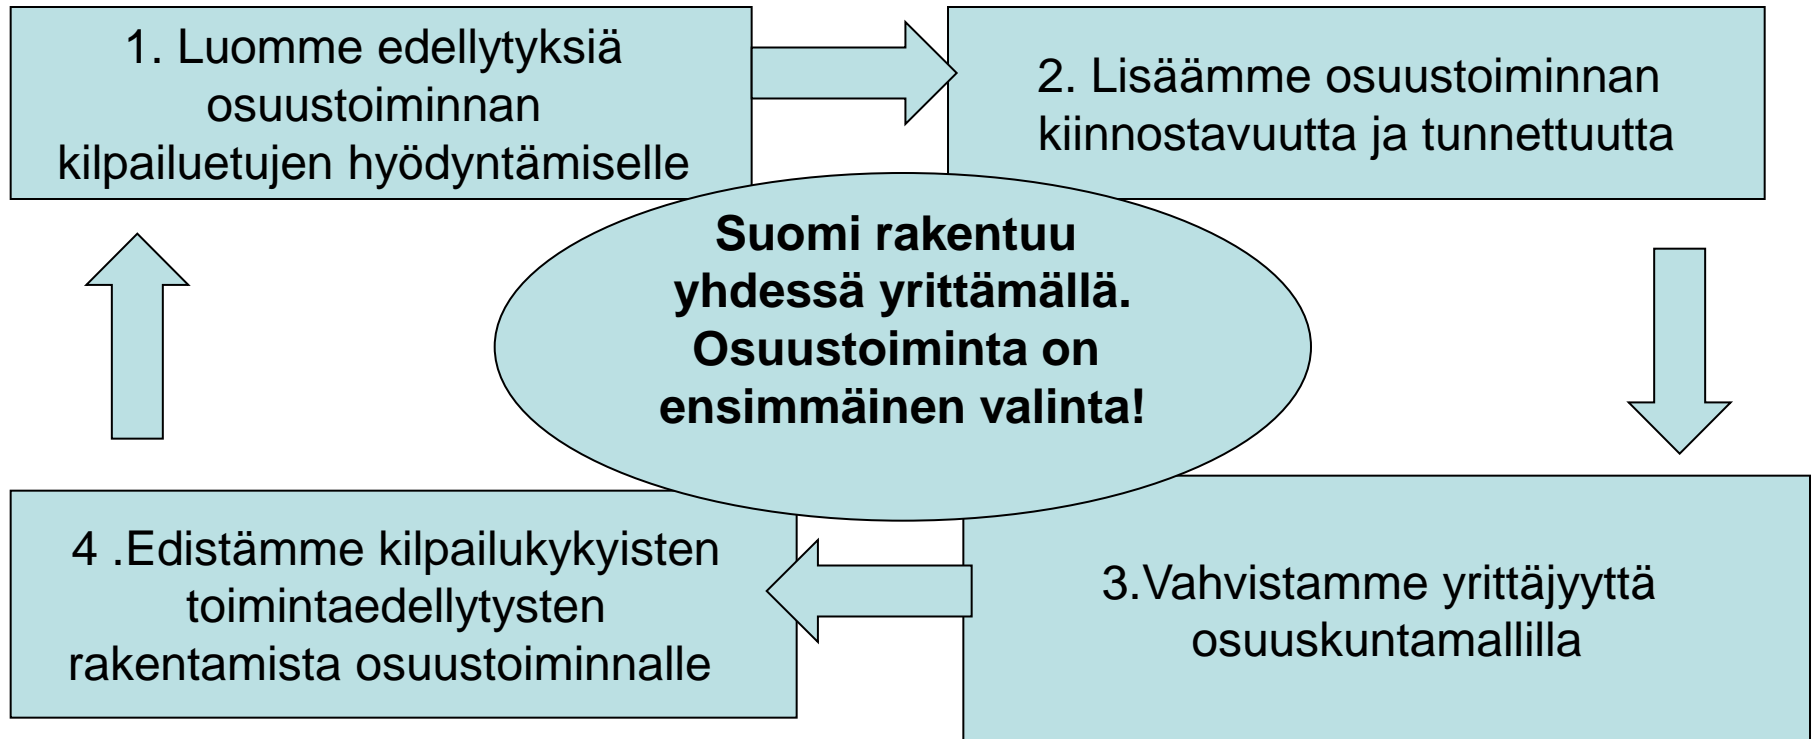 1. Luomme edellytyksiä
osuustoiminnan
kilpailuetujen hyödyntämiselle
2. Lisäämme osuustoiminnan
kiinnostavuutta ja tunnettuutta
Suomi rakentuu
yhdessä yrittämällä.
Osuustoiminta on
ensimmäinen valinta!
3.Vahvistamme yrittäjyyttä
osuuskuntamallilla
4 .Edistämme kilpailukykyisten
toimintaedellytysten
rakentamista osuustoiminnalle